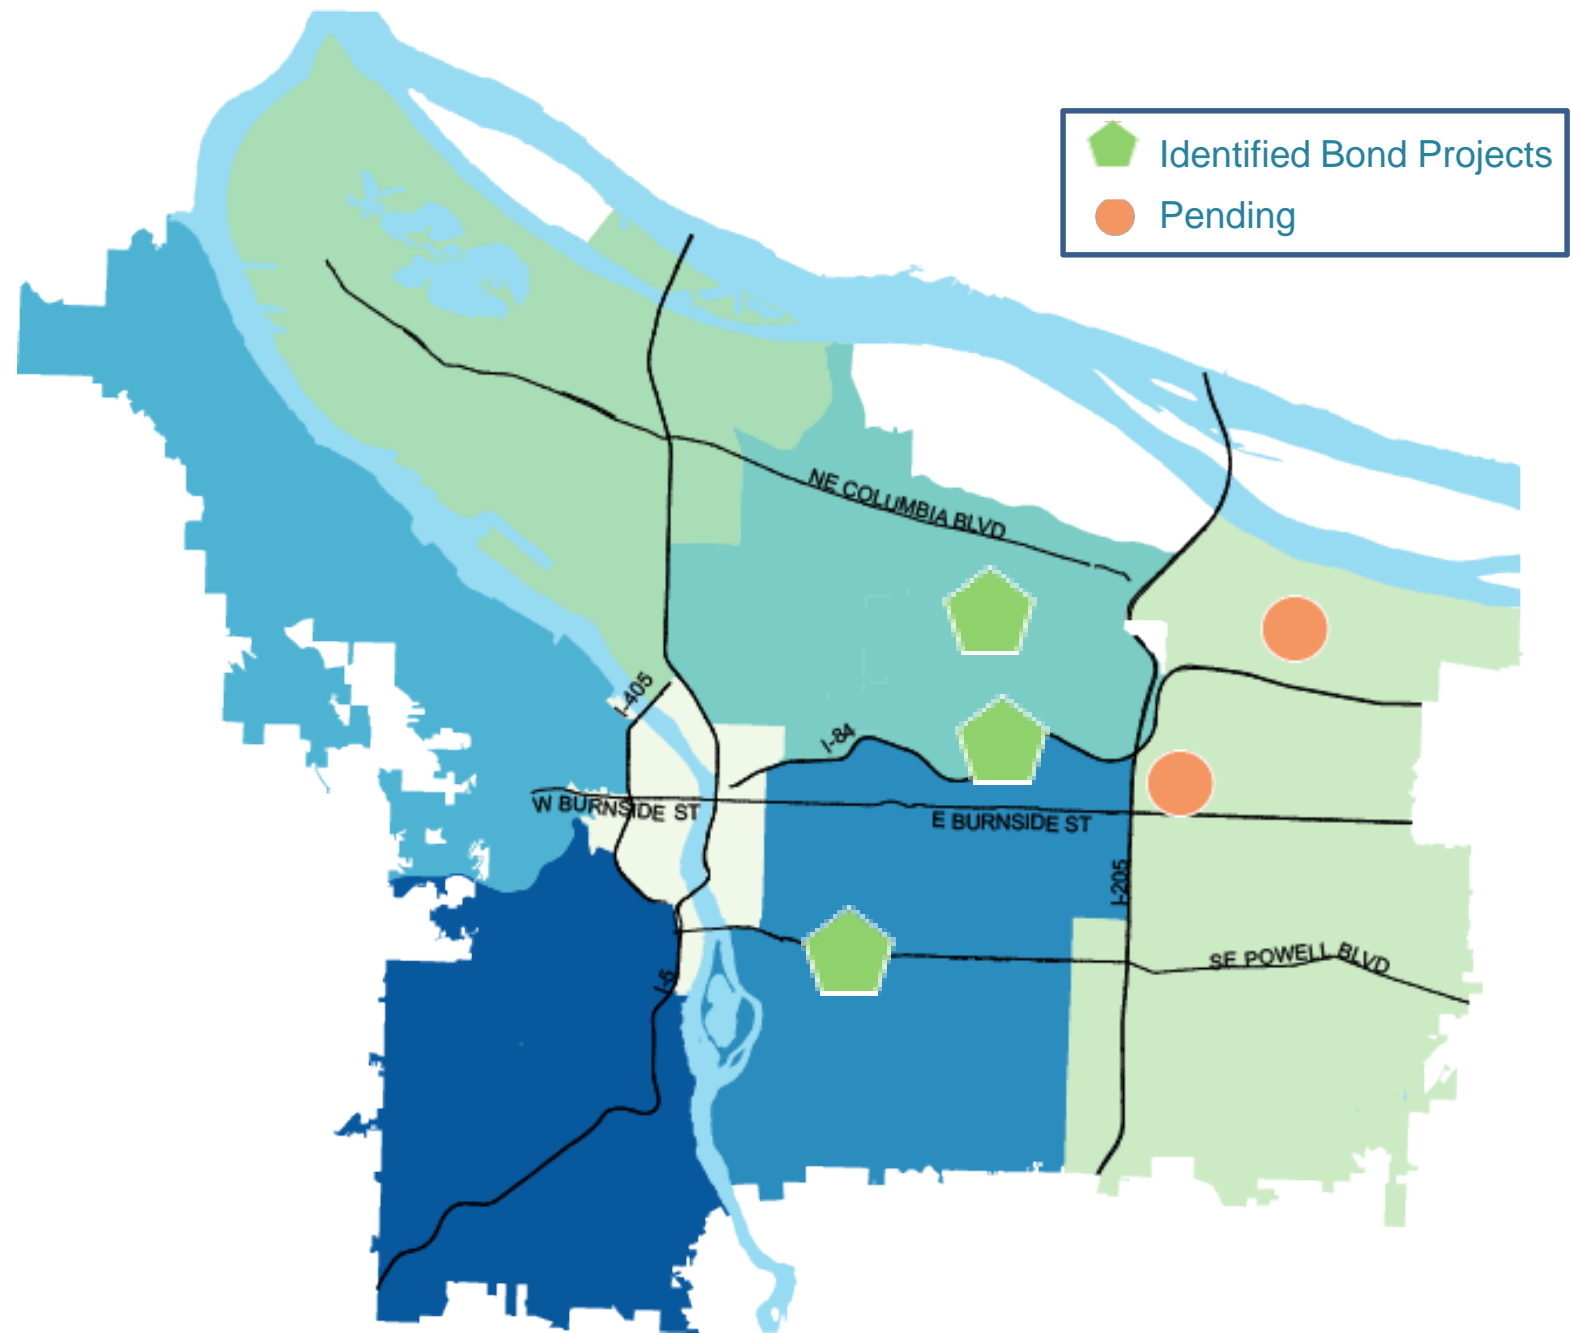 Identified Bond Projects
Pending
NE COLUMBIA BLVD
I-405
I-84
W BURNSIDE ST
E BURNSIDE ST
I-205
SE POWELL BLVD
I-5